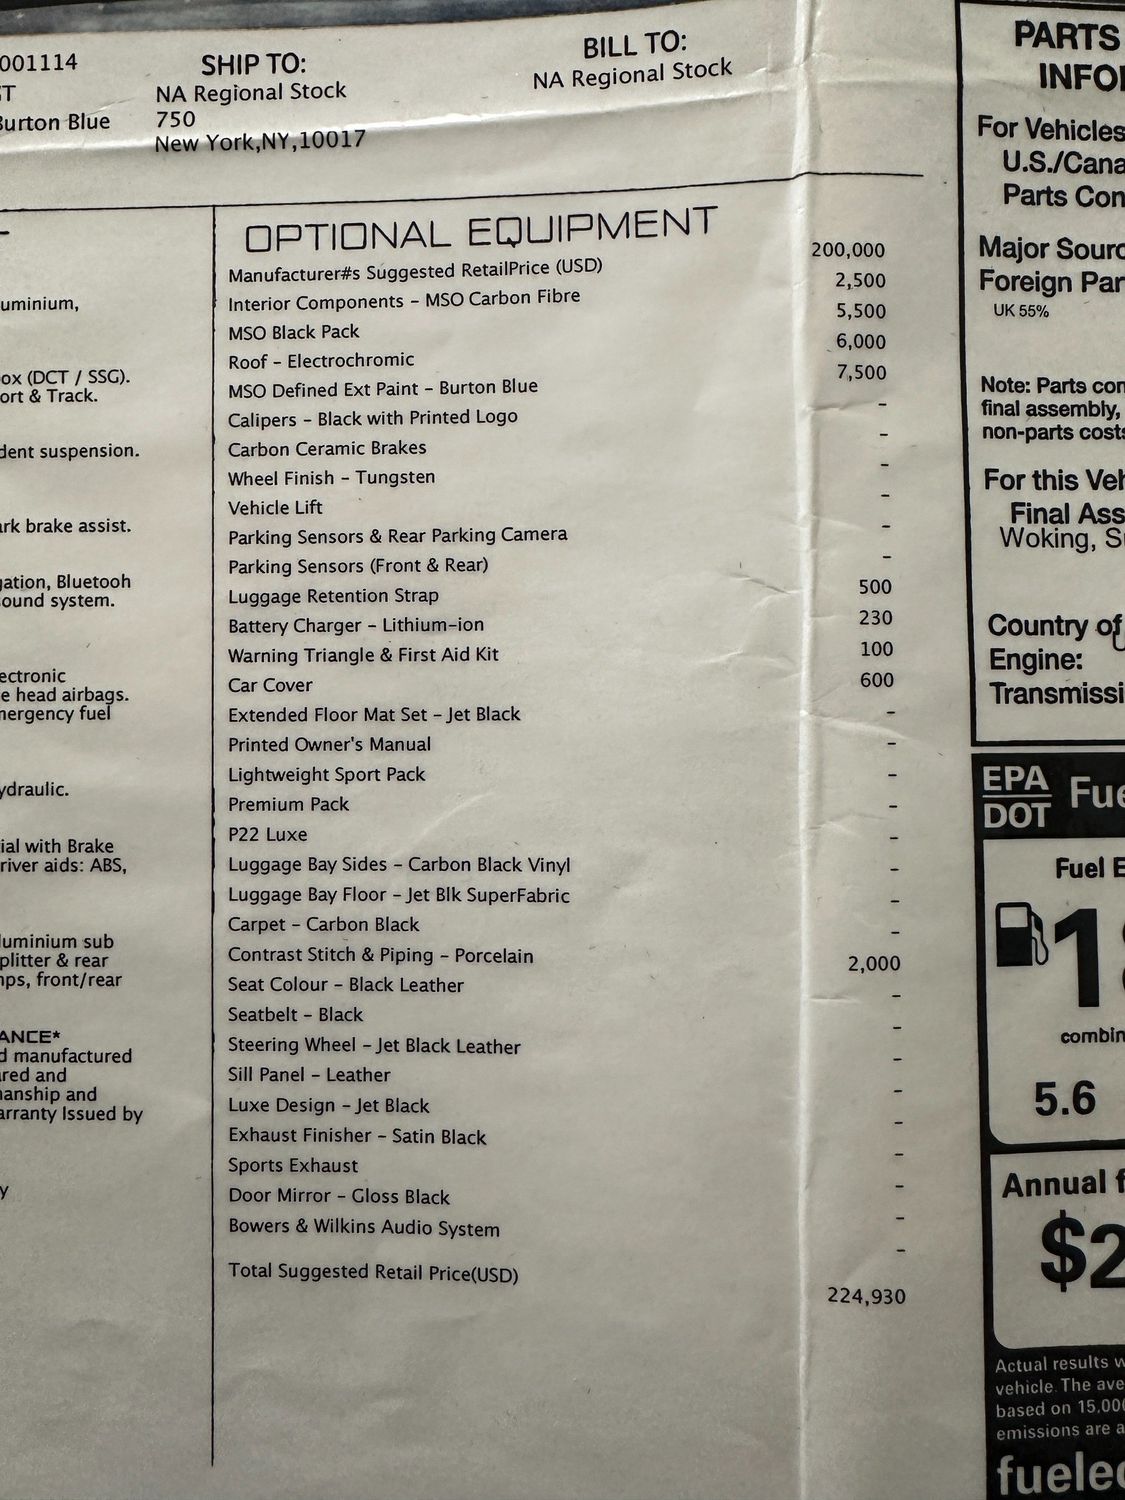 001114
GT
Burton Blue
SHIP TO:
NA Regional Stock
750
New York,NY,10017
BILL TO:
NA Regional Stock
OPTIONAL EQUIPMENT
Manufacturer#s Suggested RetailPrice (USD) 200,000
Interior Components – MSO Carbon Fibre 2,500
MSO Black Pack 5,500
Roof – Electrochromic 6,000
MSO Defined Ext Paint – Burton Blue 7,500
Calipers – Black with Printed Logo –
Carbon Ceramic Brakes –
Wheel Finish – Tungsten –
Vehicle Lift –
Parking Sensors & Rear Parking Camera –
Parking Sensors (Front & Rear) –
Luggage Retention Strap 500
Battery Charger – Lithium–ion 230
Warning Triangle & First Aid Kit 100
Car Cover 600
Extended Floor Mat Set – Jet Black –
Printed Owner's Manual –
Lightweight Sport Pack –
Premium Pack –
P22 Luxe –
Luggage Bay Sides – Carbon Black Vinyl –
Luggage Bay Floor – Jet Blk SuperFabric –
Carpet – Carbon Black –
Contrast Stitch & Piping – Porcelain 2,000
Seat Colour – Black Leather –
Seatbelt – Black –
Steering Wheel – Jet Black Leather –
Sill Panel – Leather –
Luxe Design – Jet Black –
Exhaust Finisher – Satin Black –
Sports Exhaust –
Door Mirror – Gloss Black –
Bowers & Wilkins Audio System –
Total Suggested Retail Price(USD) 224,930
uminium,
ox (DCT / SSG).
ort & Track.
dent suspension.
ark brake assist.
gation, Bluetooh
sound system.
ectronic
e head airbags.
mergency fuel
ydraulic.
ial with Brake
river aids: ABS,
luminium sub
plitter & rear
mps, front/rear
ANCE*
d manufactured
ared and
manship and
arranty Issued by
y
PARTS
INFO
For Vehicles
U.S./Cana
Parts Con
Major Sourc
Foreign Par
UK 55%
Note: Parts con
final assembly,
non-parts costs
For this Veh
Final Ass
Woking, Su
Country of
Engine:
Transmissi
EPA
DOT
Fue
Fuel E
1
combin
5.6
Annual f
$2
Actual results w
vehicle. The ave
based on 15,000
emissions are a
fuelec